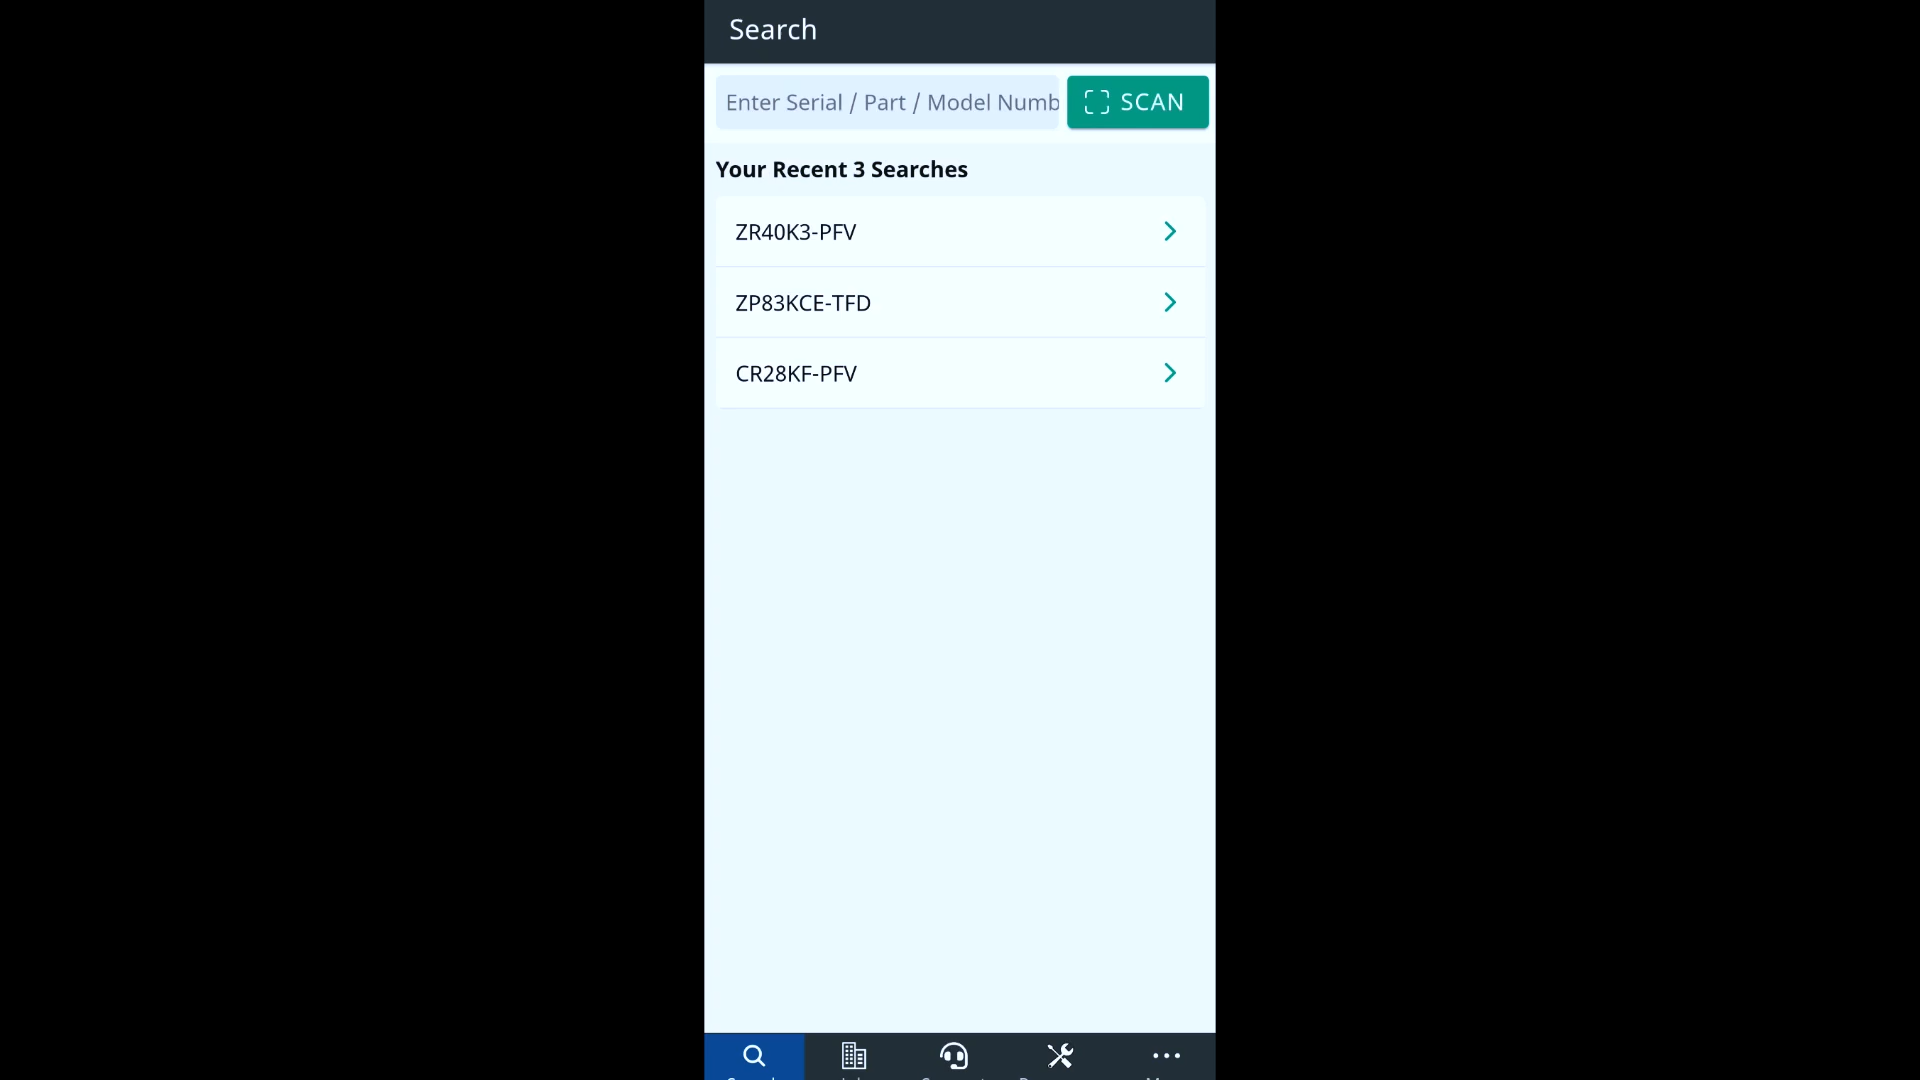 Search
Enter Serial / Part / Model Numb
SCAN
Your Recent 3 Searches
ZR40K3-PFV
ZP83KCE-TFD
CR28KF-PFV